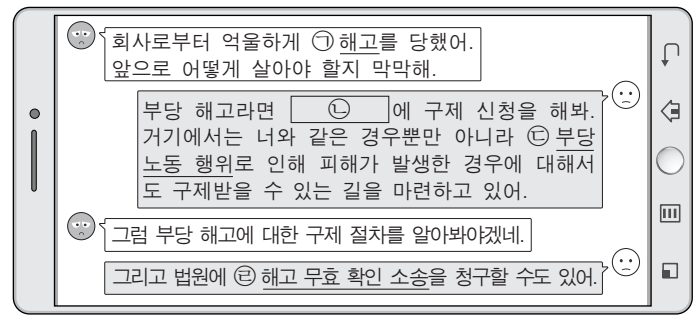 회사로부터 억울하게 ㉠ 해고를 당했어.
앞으로 어떻게 살아야 할지 막막해.
부당 해고라면 ㉡ 에 구제 신청을 해봐.
거기에서는 너와 같은 경우뿐만 아니라 ㉢ 부당
노동 행위로 인해 피해가 발생한 경우에 대해서
도 구제받을 수 있는 길을 마련하고 있어.
그럼 부당 해고에 대한 구제 절차를 알아봐야겠네.
그리고 법원에 ㉣ 해고 무효 확인 소송을 청구할 수도 있어.